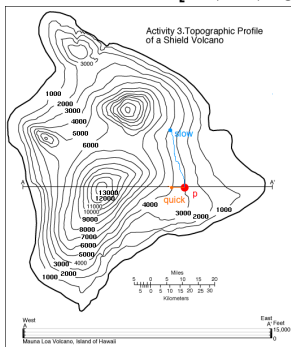 Activity 3.Topographic Profile
of a Shield Volcano
3000
1000
2000
3000
4000
5000
6000
slow
A
A'
13000
12000
11000
10000
9000
8000
7000
6000
5000
3000
4000
2000
1000
p
quick
4000
3000
2000
1000
Miles
5 0 5 10 15 20
5 0 5 10 15 20
Kilometers
West
A
East
A' Feet
15,000
0
Mauna Loa Volcano, Island of Hawaii